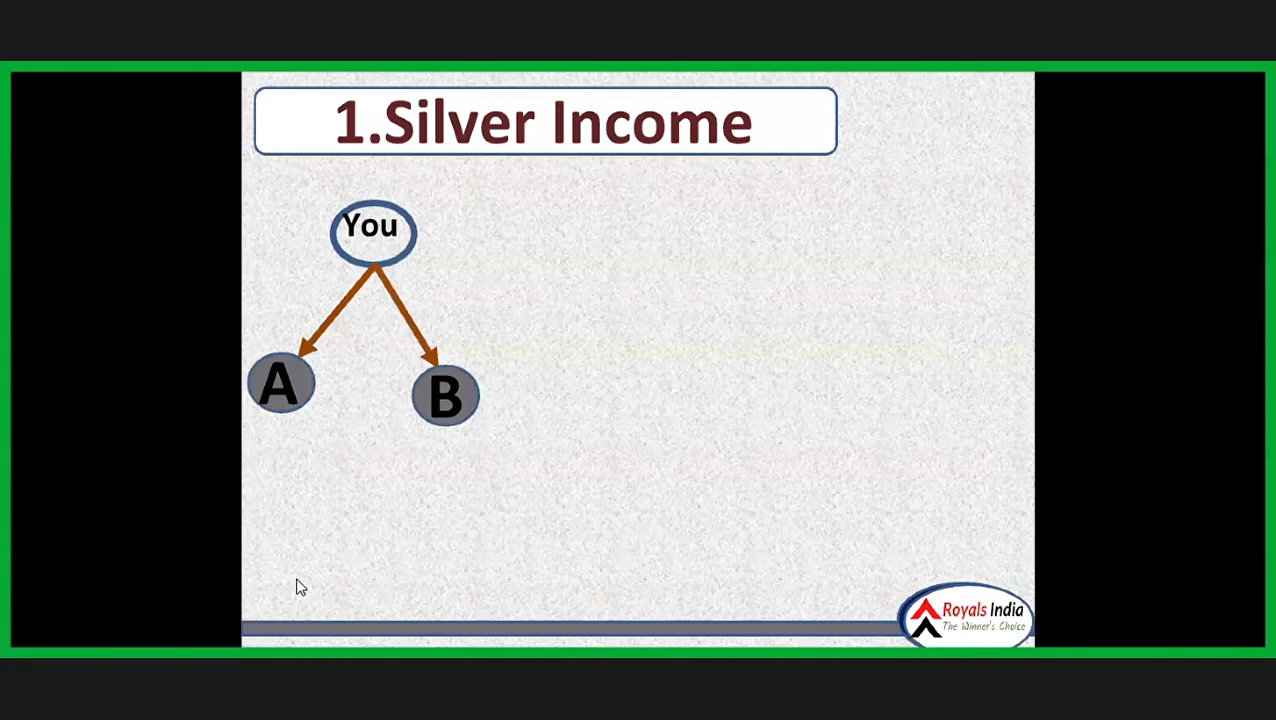 1.Silver Income
You
A
B
Royals India
The Winner's Choice